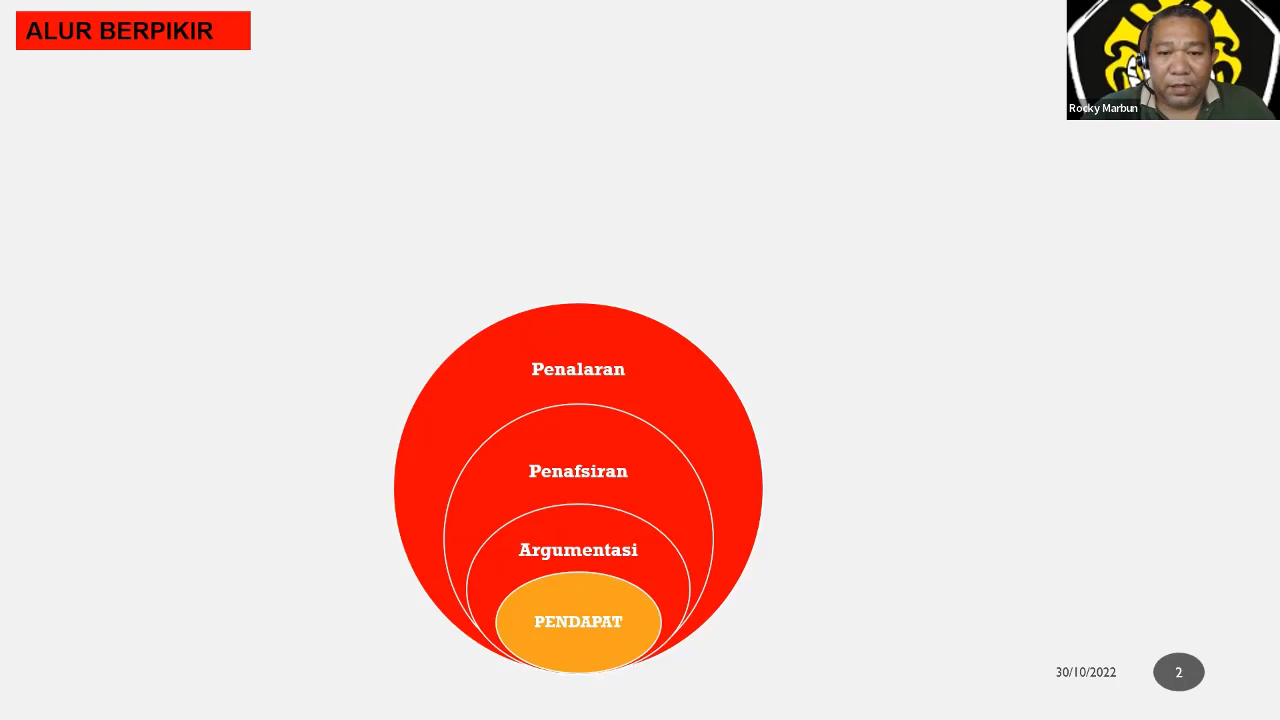 ALUR BERPIKIR
Rocky Marbun
Penalaran
Penafsiran
Argumentasi
PENDAPAT
30/10/2022
2